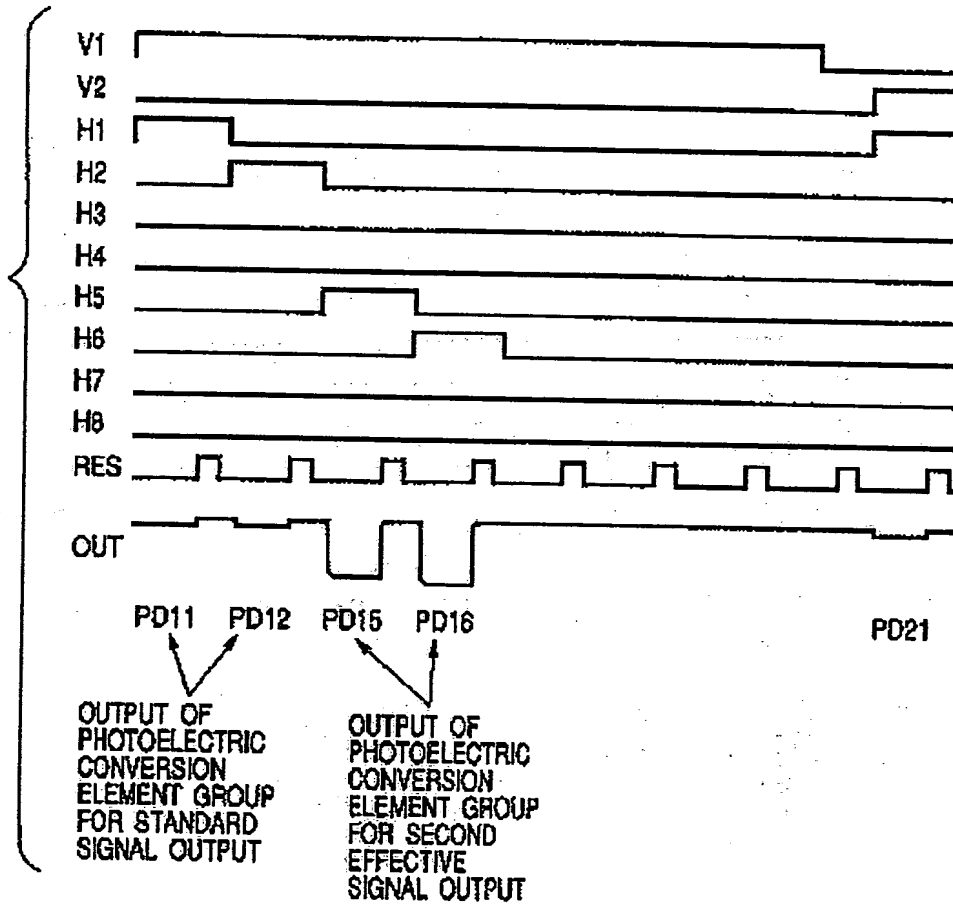 V1
V2
H1
H2
H3
H4
H5
H6
H7
H8
RES
OUT
PD11 PD12 PD15 PD16 PD21
OUTPUT OF
PHOTOELECTRIC
CONVERSION
ELEMENT GROUP
FOR STANDARD
SIGNAL OUTPUT
OUTPUT OF
PHOTOELECTRIC
CONVERSION
ELEMENT GROUP
FOR SECOND
EFFECTIVE
SIGNAL OUTPUT